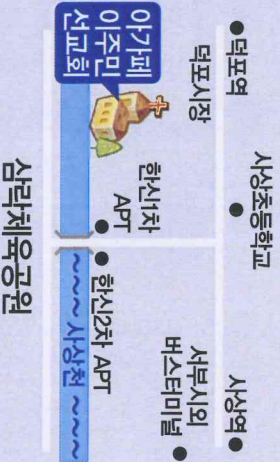 덕포역
사상초등학교
사상역
덕포시장
서부시외
버스터미널
아가페
이주민
선교회
한신1차
APT
한신2차 APT
~~~ 사상천 ~~~
삼락체육공원